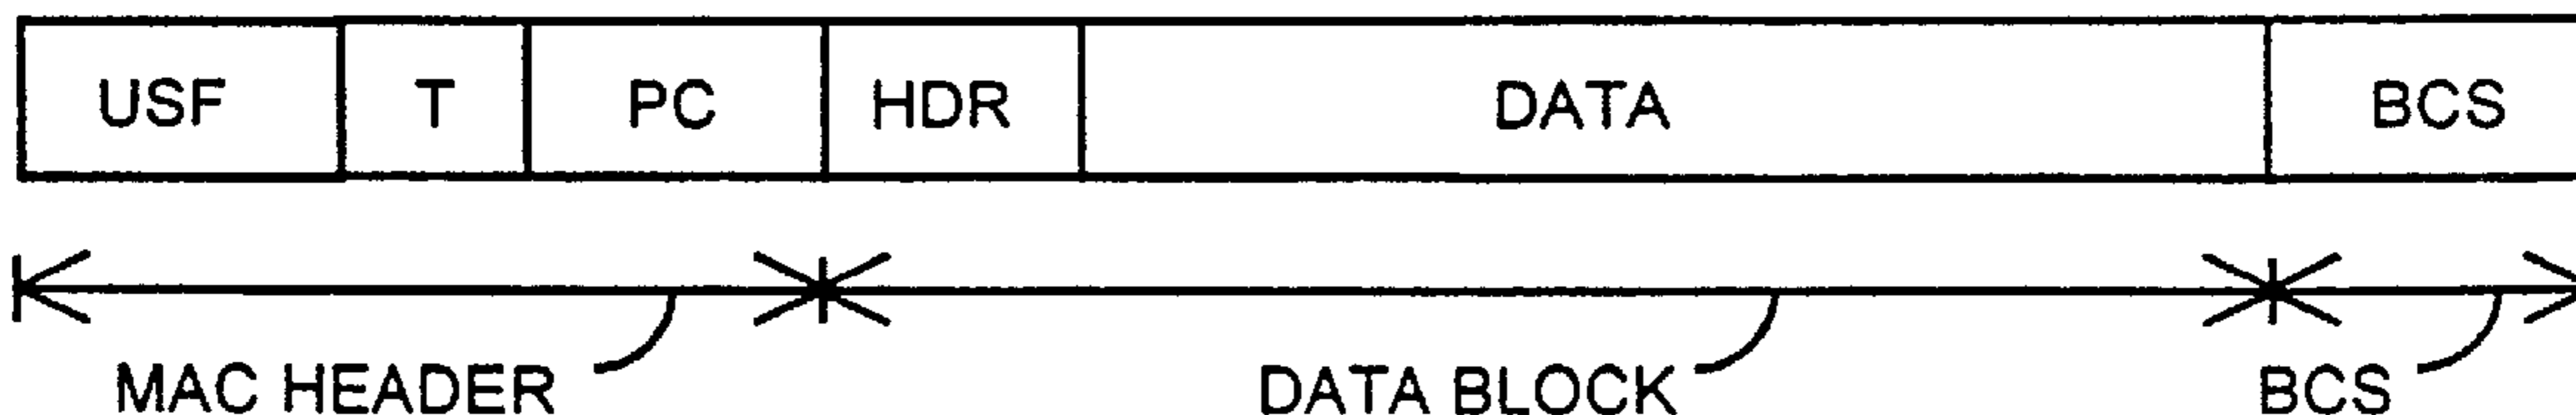 USF T PC HDR DATA BCS
MAC HEADER DATA BLOCK BCS